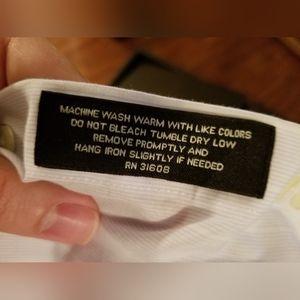 MACHINE WASH WARM WITH LIKE COLORS
DO NOT BLEACH TUMBLE DRY LOW
REMOVE PROMPTLY AND
HANG IRON SLIGHTLY IF NEEDED
RN 31608